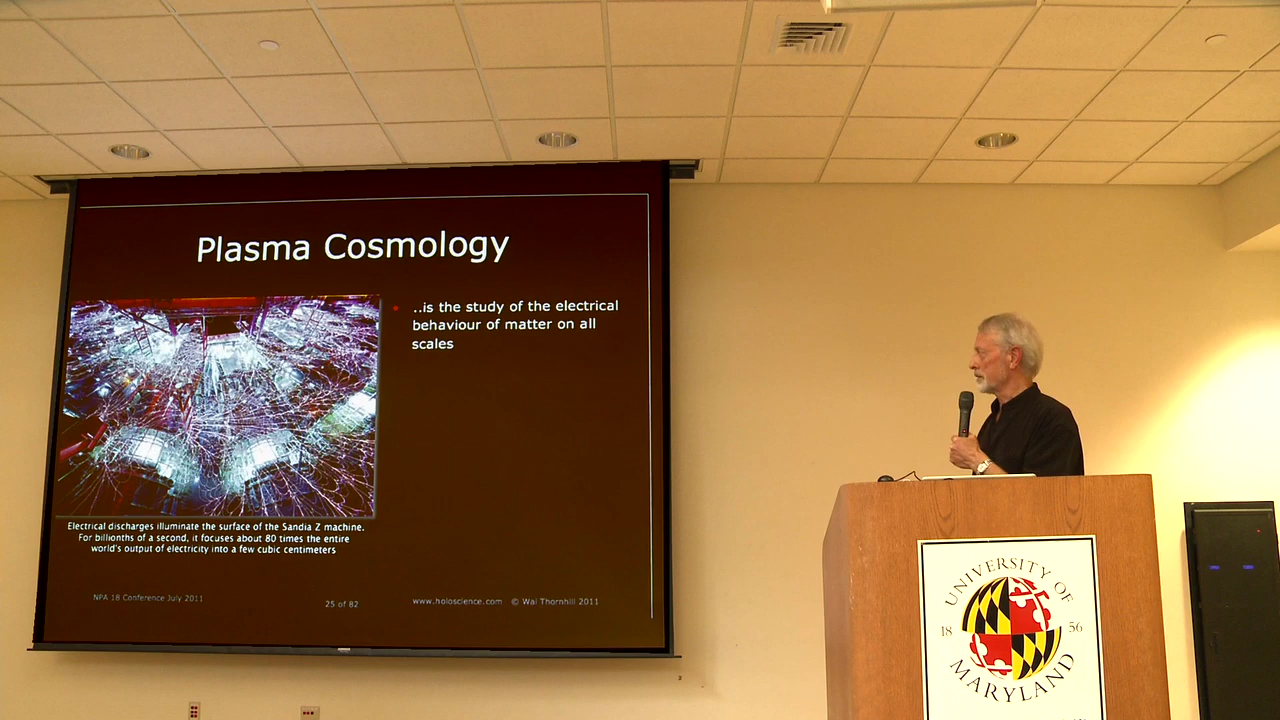 Plasma Cosmology
..is the study of the electrical
behaviour of matter on all
scales
Electrical discharges illuminate the surface of the Sandia Z machine.
For billionths of a second, it focuses about 80 times the entire
world's output of electricity into a few cubic centimeters
NPA 18 Conference July 2011
25 of 82
www.holoscience.com © Wal Thornhill 2011
UNIVERSITY OF
18 56
MARYLAND